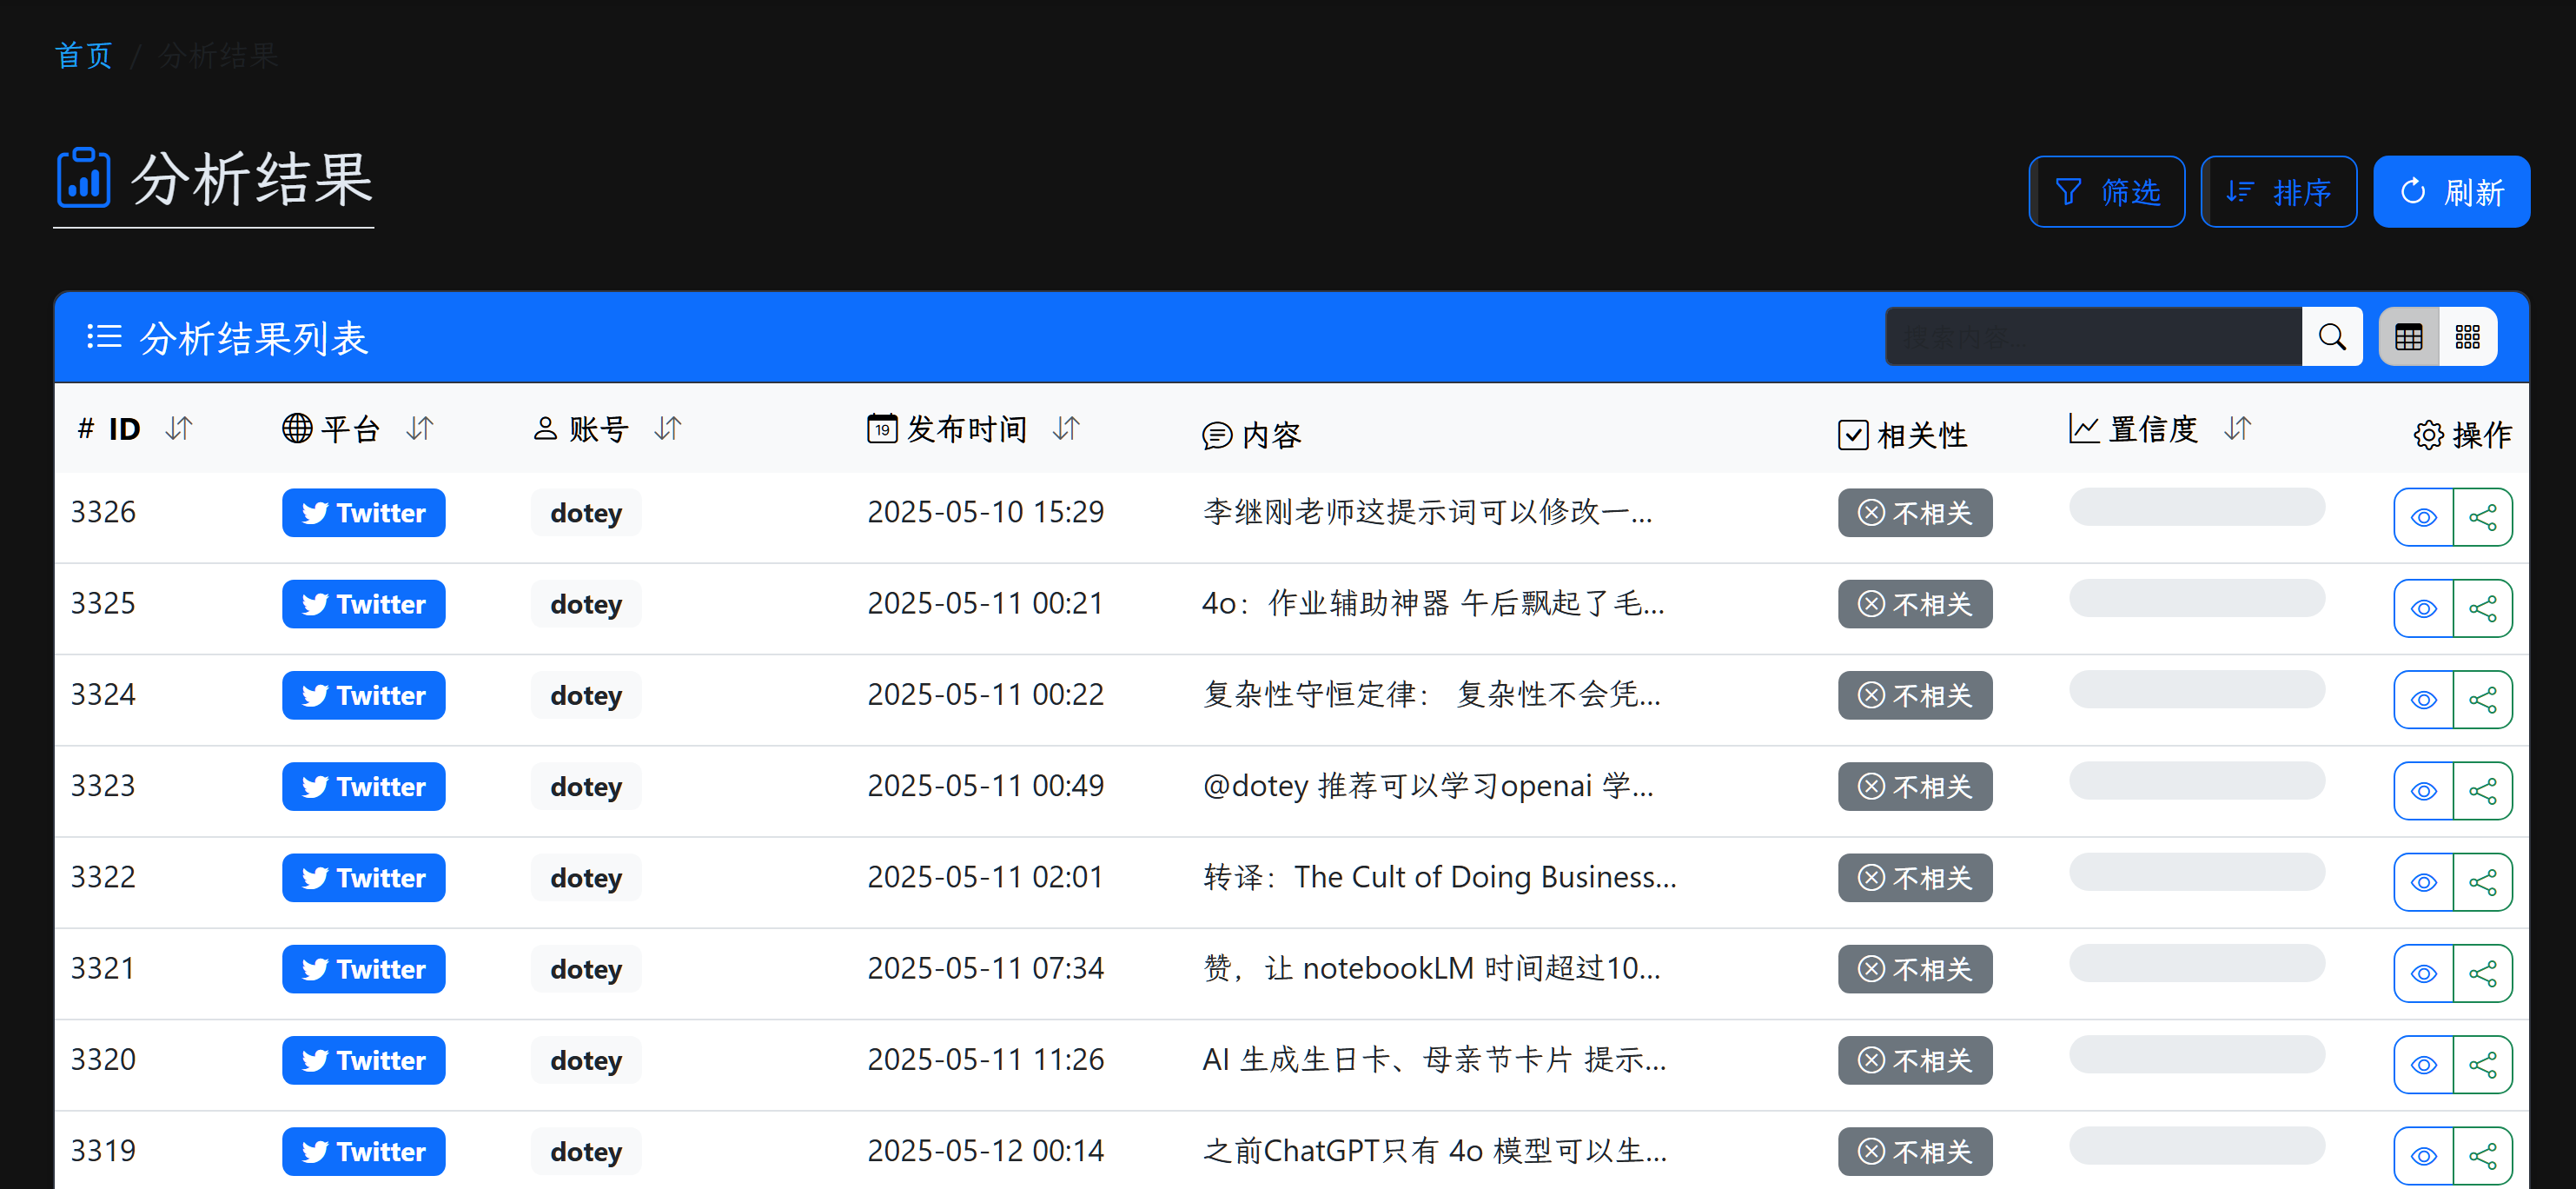 首页 / 分析结果
分析结果
筛选 排序 刷新
分析结果列表 搜索内容...
# ID 平台 账号 19 发布时间 内容 相关性 置信度 操作
3326 Twitter dotey 2025-05-10 15:29 李继刚老师这提示词可以修改一... 不相关
3325 Twitter dotey 2025-05-11 00:21 4o：作业辅助神器 午后飘起了毛... 不相关
3324 Twitter dotey 2025-05-11 00:22 复杂性守恒定律： 复杂性不会凭... 不相关
3323 Twitter dotey 2025-05-11 00:49 @dotey 推荐可以学习openai 学... 不相关
3322 Twitter dotey 2025-05-11 02:01 转译：The Cult of Doing Business... 不相关
3321 Twitter dotey 2025-05-11 07:34 赞，让 notebookLM 时间超过10... 不相关
3320 Twitter dotey 2025-05-11 11:26 AI 生成生日卡、母亲节卡片 提示... 不相关
3319 Twitter dotey 2025-05-12 00:14 之前ChatGPT只有 4o 模型可以生... 不相关